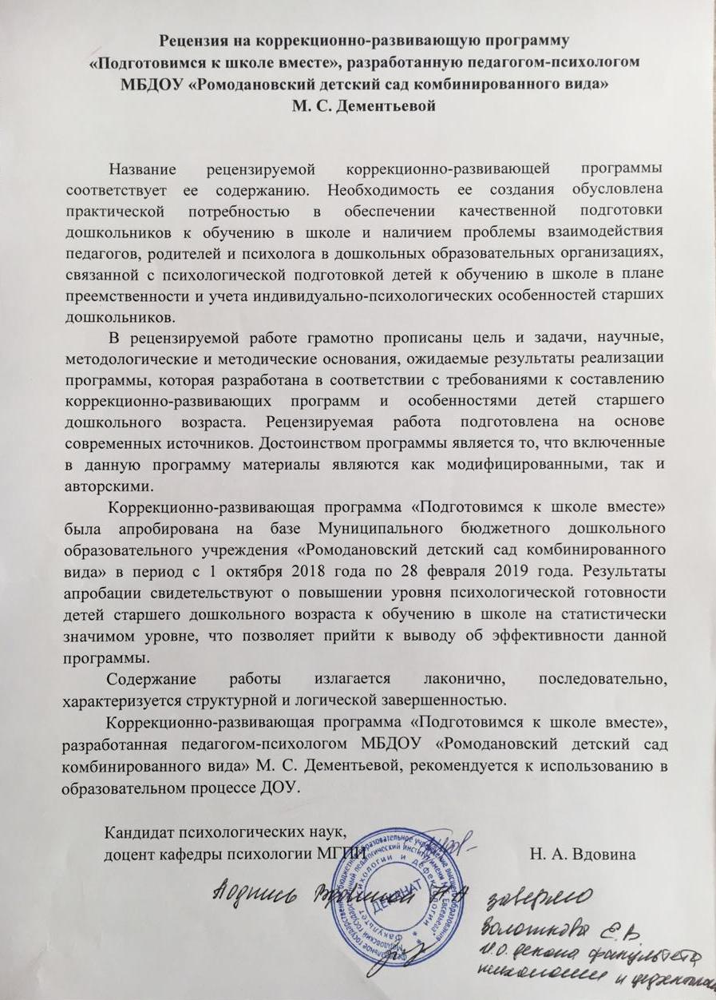 Рецензия на коррекционно-развивающую программу
«Подготовимся к школе вместе», разработанную педагогом-психологом
МБДОУ «Ромодановский детский сад комбинированного вида»
М. С. Дементьевой
Название рецензируемой коррекционно-развивающей программы
соответствует ее содержанию. Необходимость ее создания обусловлена
практической потребностью в обеспечении качественной подготовки
дошкольников к обучению в школе и наличием проблемы взаимодействия
педагогов, родителей и психолога в дошкольных образовательных организациях,
связанной с психологической подготовкой детей к обучению в школе в плане
преемственности и учета индивидуально-психологических особенностей старших
дошкольников.
В рецензируемой работе грамотно прописаны цель и задачи, научные,
методологические и методические основания, ожидаемые результаты реализации
программы, которая разработана в соответствии с требованиями к составлению
коррекционно-развивающих программ и особенностями детей старшего
дошкольного возраста. Рецензируемая работа подготовлена на основе
современных источников. Достоинством программы является то, что включенные
в данную программу материалы являются как модифицированными, так и
авторскими.
Коррекционно-развивающая программа «Подготовимся к школе вместе»
была апробирована на базе Муниципального бюджетного дошкольного
образовательного учреждения «Ромодановский детский сад комбинированного
вида» в период с 1 октября 2018 года по 28 февраля 2019 года. Результаты
апробации свидетельствуют о повышении уровня психологической готовности
детей старшего дошкольного возраста к обучению в школе на статистически
значимом уровне, что позволяет прийти к выводу об эффективности данной
программы.
Содержание работы излагается лаконично, последовательно,
характеризуется структурной и логической завершенностью.
Коррекционно-развивающая программа «Подготовимся к школе вместе»,
разработанная педагогом-психологом МБДОУ «Ромодановский детский сад
комбинированного вида» М. С. Дементьевой, рекомендуется к использованию в
образовательном процессе ДОУ.
Кандидат психологических наук,
доцент кафедры психологии МГПИ Н. А. Вдовина
Подпись Вдовиной Н А заверяю
ДЕКАНАТ
Факультет психологии и дефектологии
Е. В
И.О. декана факультета
психологии и